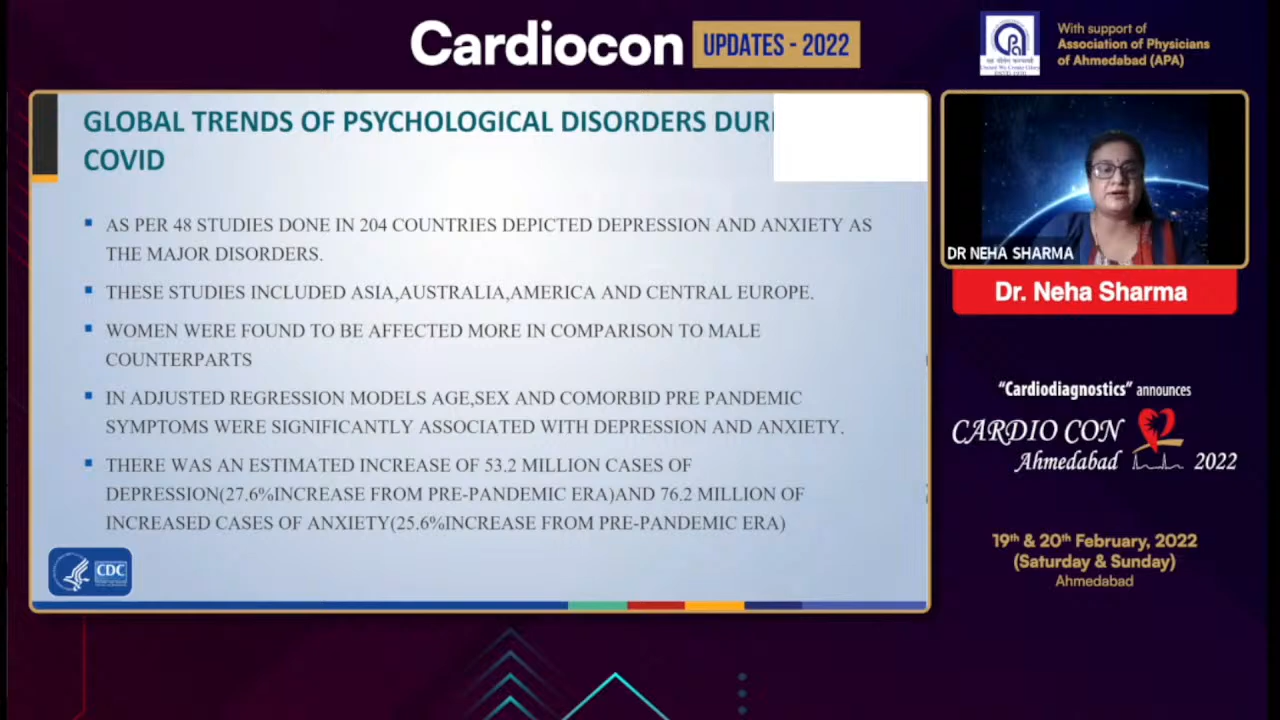 Cardiocon UPDATES - 2022
With support of
Association of Physicians
of Ahmedabad (APA)
GLOBAL TRENDS OF PSYCHOLOGICAL DISORDERS DURI
COVID
AS PER 48 STUDIES DONE IN 204 COUNTRIES DEPICTED DEPRESSION AND ANXIETY AS
THE MAJOR DISORDERS.
THESE STUDIES INCLUDED ASIA,AUSTRALIA,AMERICA AND CENTRAL EUROPE.
WOMEN WERE FOUND TO BE AFFECTED MORE IN COMPARISON TO MALE
COUNTERPARTS
IN ADJUSTED REGRESSION MODELS AGE,SEX AND COMORBID PRE PANDEMIC
SYMPTOMS WERE SIGNIFICANTLY ASSOCIATED WITH DEPRESSION AND ANXIETY.
THERE WAS AN ESTIMATED INCREASE OF 53.2 MILLION CASES OF
DEPRESSION(27.6%INCREASE FROM PRE-PANDEMIC ERA)AND 76.2 MILLION OF
INCREASED CASES OF ANXIETY(25.6%INCREASE FROM PRE-PANDEMIC ERA)
CDC
DR NEHA SHARMA
Dr. Neha Sharma
“Cardiodiagnostics” announces
CARDIO CON
Ahmedabad 2022
19th & 20th February, 2022
(Saturday & Sunday)
Ahmedabad